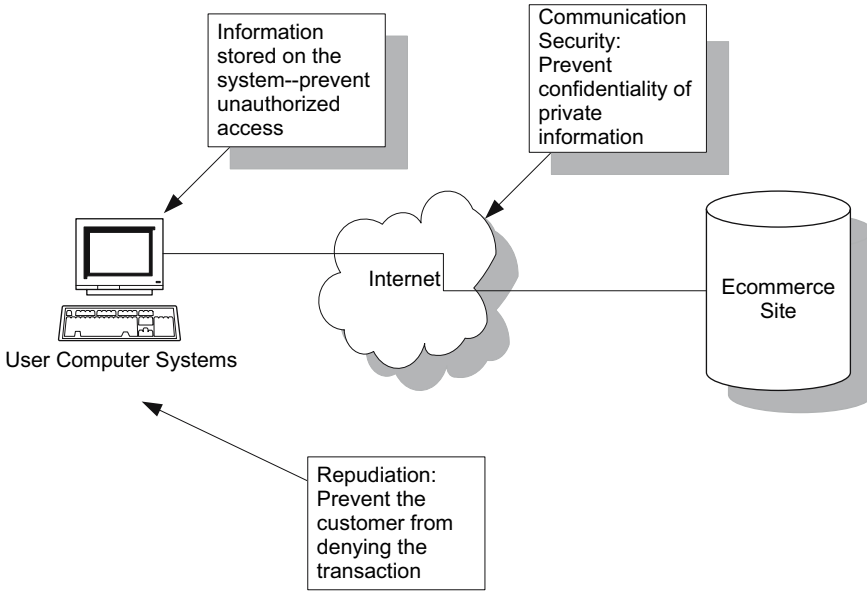 Information
stored on the
system--prevent
unauthorized
access
Communication
Security:
Prevent
confidentiality of
private
information
Internet
Ecommerce
Site
User Computer Systems
Repudiation:
Prevent the
customer from
denying the
transaction